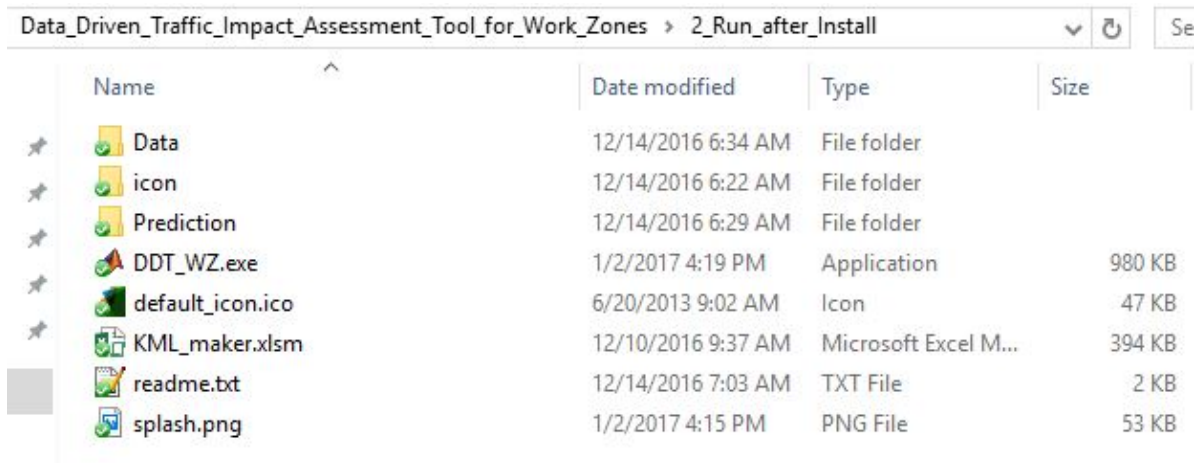 Data_Driven_Traffic_Impact_Assessment_Tool_for_Work_Zones > 2_Run_after_Install Se
Name Date modified Type Size
Data 12/14/2016 6:34 AM File folder
icon 12/14/2016 6:22 AM File folder
Prediction 12/14/2016 6:29 AM File folder
DDT_WZ.exe 1/2/2017 4:19 PM Application 980 KB
default_icon.ico 6/20/2013 9:02 AM Icon 47 KB
KML_maker.xlsm 12/10/2016 9:37 AM Microsoft Excel M... 394 KB
readme.txt 12/14/2016 7:03 AM TXT File 2 KB
splash.png 1/2/2017 4:15 PM PNG File 53 KB